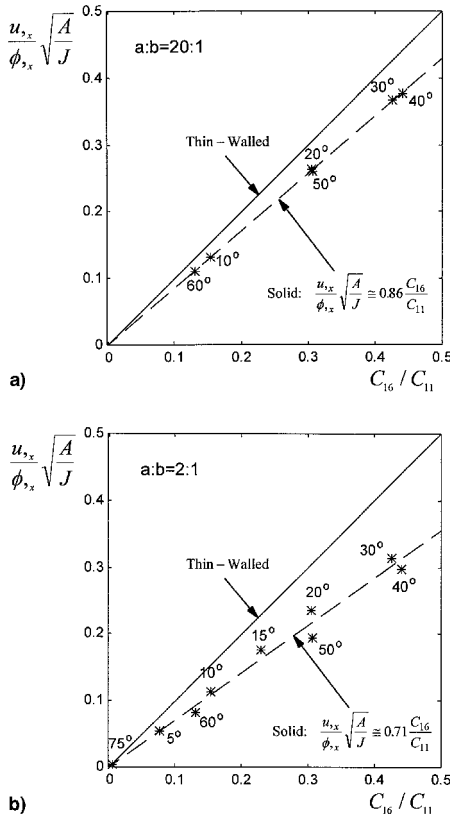 u,ₓ/ϕ,ₓ √(A/J)
0.5
a:b=20:1
0.4
30°
40°
0.3
Thin – Walled
20°
50°
0.2
10°
60°
0.1
Solid: u,ₓ/ϕ,ₓ √(A/J) ≅ 0.86 C₁₆/C₁₁
0
0 0.1 0.2 0.3 0.4 0.5
a)
C₁₆ / C₁₁
u,ₓ/ϕ,ₓ √(A/J)
0.5
a:b=2:1
0.4
30°
Thin – Walled
0.3
20°
40°
15°
0.2
50°
10°
60°
0.1
75°
5°
Solid: u,ₓ/ϕ,ₓ √(A/J) ≅ 0.71 C₁₆/C₁₁
0
0 0.1 0.2 0.3 0.4 0.5
b)
C₁₆ / C₁₁